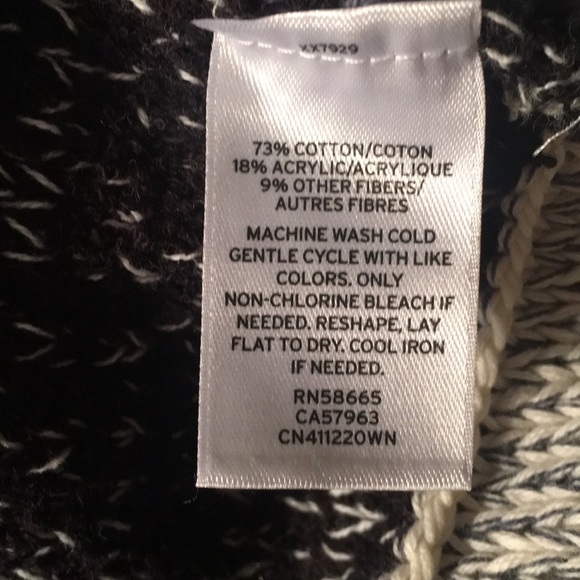 XX7929
73% COTTON/COTON
18% ACRYLIC/ACRYLIQUE
9% OTHER FIBERS/
AUTRES FIBRES
MACHINE WASH COLD
GENTLE CYCLE WITH LIKE
COLORS. ONLY
NON-CHLORINE BLEACH IF
NEEDED. RESHAPE, LAY
FLAT TO DRY. COOL IRON
IF NEEDED.
RN58665
CA57963
CN411220WN